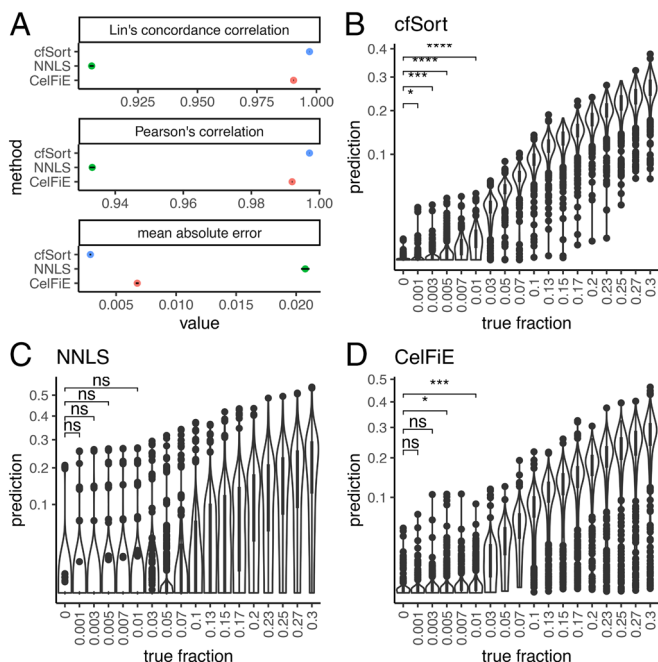 A
Lin's concordance correlation
cfSort
NNLS
CelFiE
0.925 0.950 0.975 1.000
Pearson's correlation
cfSort
NNLS
CelFiE
0.94 0.96 0.98 1.00
mean absolute error
cfSort
NNLS
CelFiE
0.005 0.010 0.015 0.020
value
method
B
cfSort
****
****
***
*
0.4
0.3
0.2
0.1
prediction
0 0.001 0.003 0.005 0.007 0.01 0.03 0.05 0.07 0.1 0.13 0.15 0.17 0.2 0.23 0.25 0.27 0.3
true fraction
C
NNLS
ns
ns
ns
ns
0.5
0.4
0.3
0.2
0.1
prediction
0 0.001 0.003 0.005 0.007 0.01 0.03 0.05 0.07 0.1 0.13 0.15 0.17 0.2 0.23 0.25 0.27 0.3
true fraction
D
CelFiE
***
*
ns
ns
0.5
0.4
0.3
0.2
0.1
prediction
0 0.001 0.003 0.005 0.007 0.01 0.03 0.05 0.07 0.1 0.13 0.15 0.17 0.2 0.23 0.25 0.27 0.3
true fraction